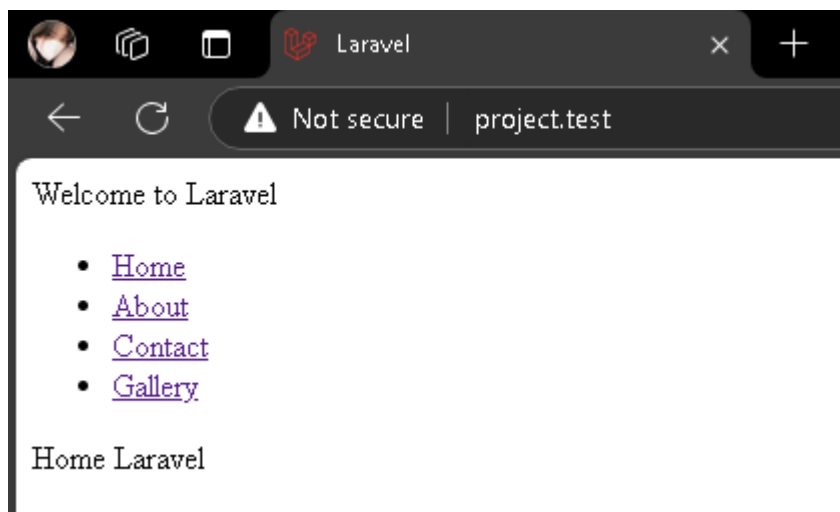 Laravel
Not secure project.test
Welcome to Laravel
Home
About
Contact
Gallery
Home Laravel